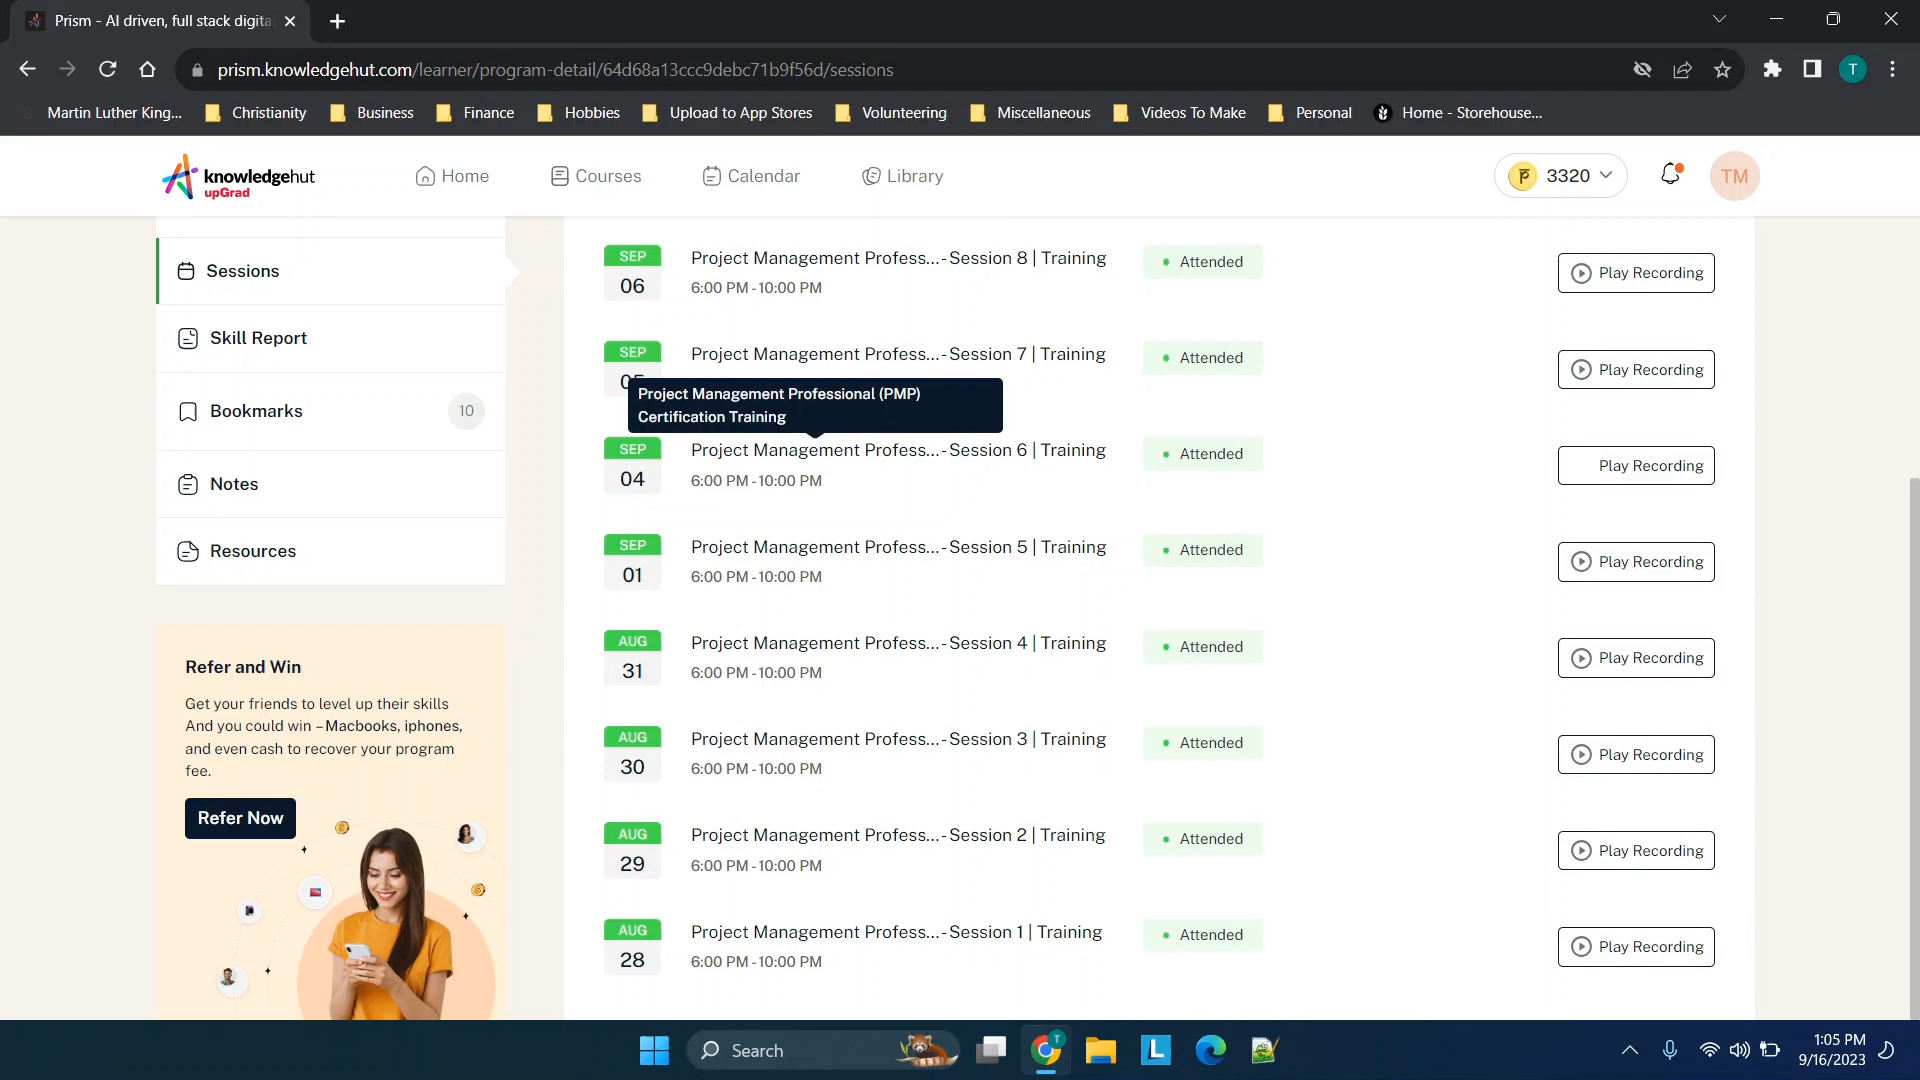 Prism - AI driven, full stack digita
prism.knowledgehut.com/learner/program-detail/64d68a13ccc9debc71b9f56d/sessions
T
Martin Luther King...
Christianity
Business
Finance
Hobbies
Upload to App Stores
Volunteering
Miscellaneous
Videos To Make
Personal
Home - Storehouse...
knowledgehut
upGrad
Home
Courses
Calendar
Library
3320
TM
Sessions
Skill Report
Bookmarks
10
Notes
Resources
Refer and Win
Get your friends to level up their skills
And you could win – Macbooks, iphones,
and even cash to recover your program
fee.
Refer Now
SEP
06
Project Management Profess... - Session 8 | Training
6:00 PM - 10:00 PM
Attended
Play Recording
SEP
05
Project Management Profess... - Session 7 | Training
Attended
Play Recording
Project Management Professional (PMP)
Certification Training
SEP
04
Project Management Profess... - Session 6 | Training
6:00 PM - 10:00 PM
Attended
Play Recording
SEP
01
Project Management Profess... - Session 5 | Training
6:00 PM - 10:00 PM
Attended
Play Recording
AUG
31
Project Management Profess... - Session 4 | Training
6:00 PM - 10:00 PM
Attended
Play Recording
AUG
30
Project Management Profess... - Session 3 | Training
6:00 PM - 10:00 PM
Attended
Play Recording
AUG
29
Project Management Profess... - Session 2 | Training
6:00 PM - 10:00 PM
Attended
Play Recording
AUG
28
Project Management Profess... - Session 1 | Training
6:00 PM - 10:00 PM
Attended
Play Recording
Search
T
L
1:05 PM
9/16/2023